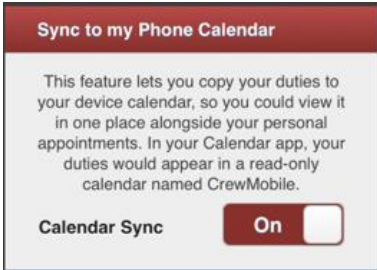 Sync to my Phone Calendar
This feature lets you copy your duties to
your device calendar, so you could view it
in one place alongside your personal
appointments. In your Calendar app, your
duties would appear in a read-only
calendar named CrewMobile.
Calendar Sync On